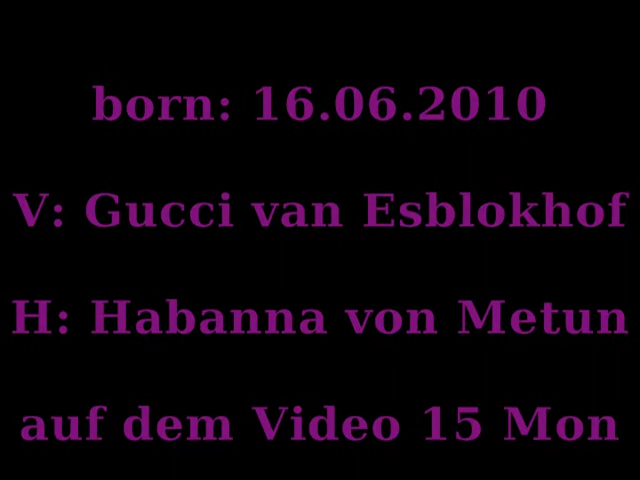 born: 16.06.2010
V: Gucci van Esblokhof
H: Habanna von Metun
auf dem Video 15 Mon